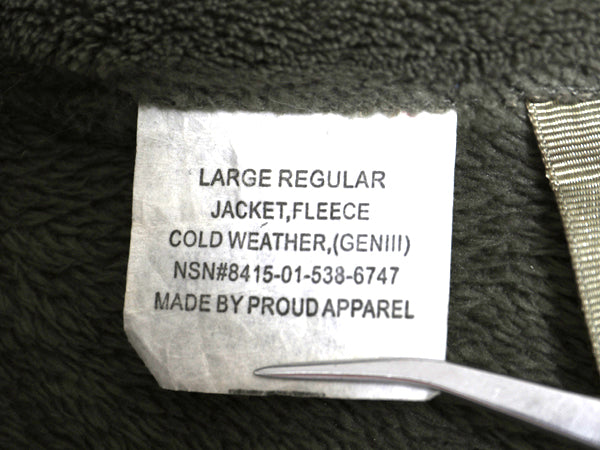 LARGE REGULAR
JACKET,FLEECE
COLD WEATHER,(GENIII)
NSN#8415-01-538-6747
MADE BY PROUD APPAREL